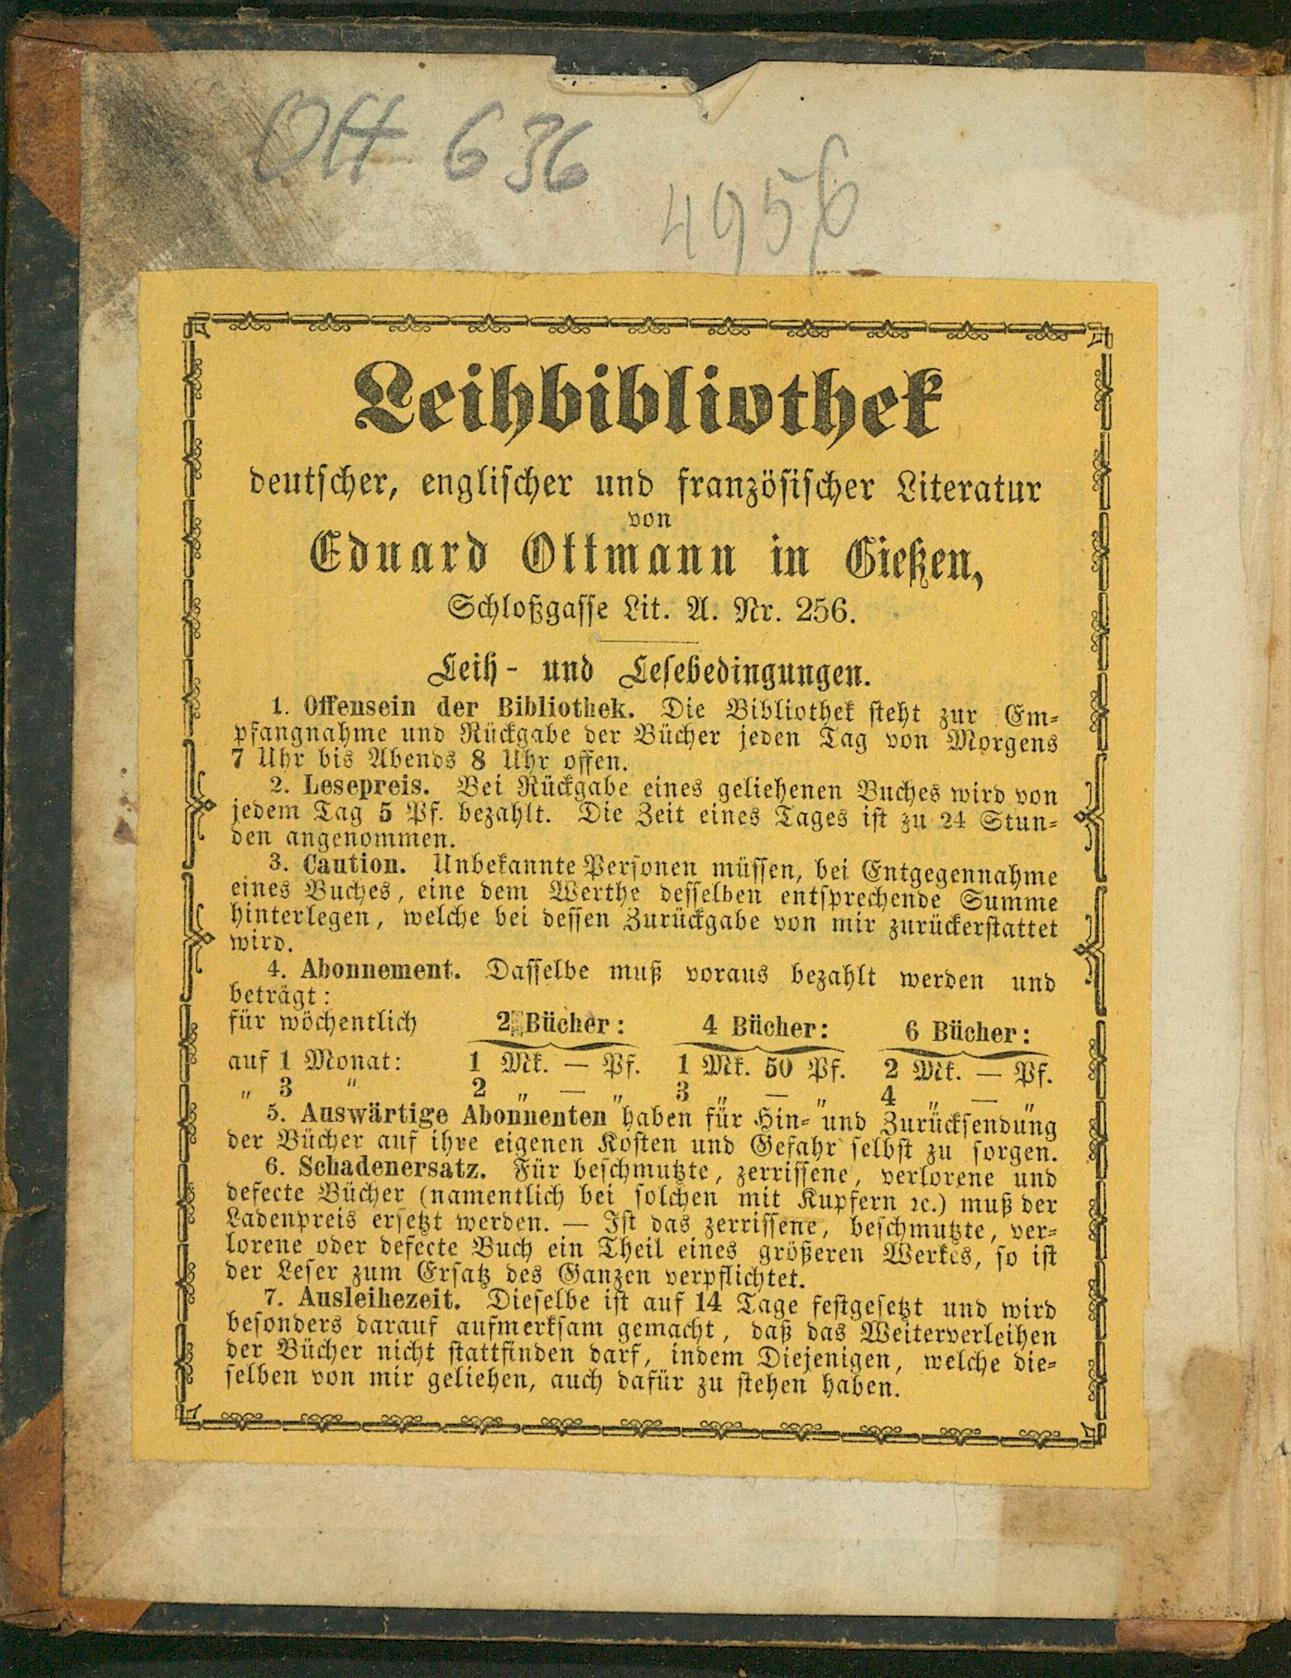 Ott 636
4956
Leihbibliothek
deutscher, englischer und französischer Literatur
von
Eduard Ottmann in Gießen,
Schloßgasse Lit. A. Nr. 256.
Leih- und Lesebedingungen.
1. Offensein der Bibliothek. Die Bibliothek steht zur Em-
pfangnahme und Rückgabe der Bücher jeden Tag von Morgens
7 Uhr bis Abends 8 Uhr offen.
2. Lesepreis. Bei Rückgabe eines geliehenen Buches wird von
jedem Tag 5 Pf. bezahlt. Die Zeit eines Tages ist zu 24 Stun-
den angenommen.
3. Caution. Unbekannte Personen müssen, bei Entgegennahme
eines Buches, eine dem Werthe desselben entsprechende Summe
hinterlegen, welche bei dessen Zurückgabe von mir zurückerstattet
wird.
4. Abonnement. Dasselbe muß voraus bezahlt werden und
beträgt:
für wöchentlich 2 Bücher: 4 Bücher: 6 Bücher:
auf 1 Monat: 1 Mk. — Pf. 1 Mk. 50 Pf. 2 Mk. — Pf.
„ 3 „ 2 „ — „ 3 „ — „ 4 „ — „
5. Auswärtige Abonnenten haben für Hin- und Zurücksendung
der Bücher auf ihre eigenen Kosten und Gefahr selbst zu sorgen.
6. Schadenersatz. Für beschmutzte, zerrissene, verlorene und
defecte Bücher (namentlich bei solchen mit Kupfern ꝛc.) muß der
Ladenpreis ersetzt werden. — Ist das zerrissene, beschmutzte, ver-
lorene oder defecte Buch ein Theil eines größeren Werkes, so ist
der Leser zum Ersatz des Ganzen verpflichtet.
7. Ausleihezeit. Dieselbe ist auf 14 Tage festgesetzt und wird
besonders darauf aufmerksam gemacht, daß das Weiterverleihen
der Bücher nicht stattfinden darf, indem Diejenigen, welche die-
selben von mir geliehen, auch dafür zu stehen haben.